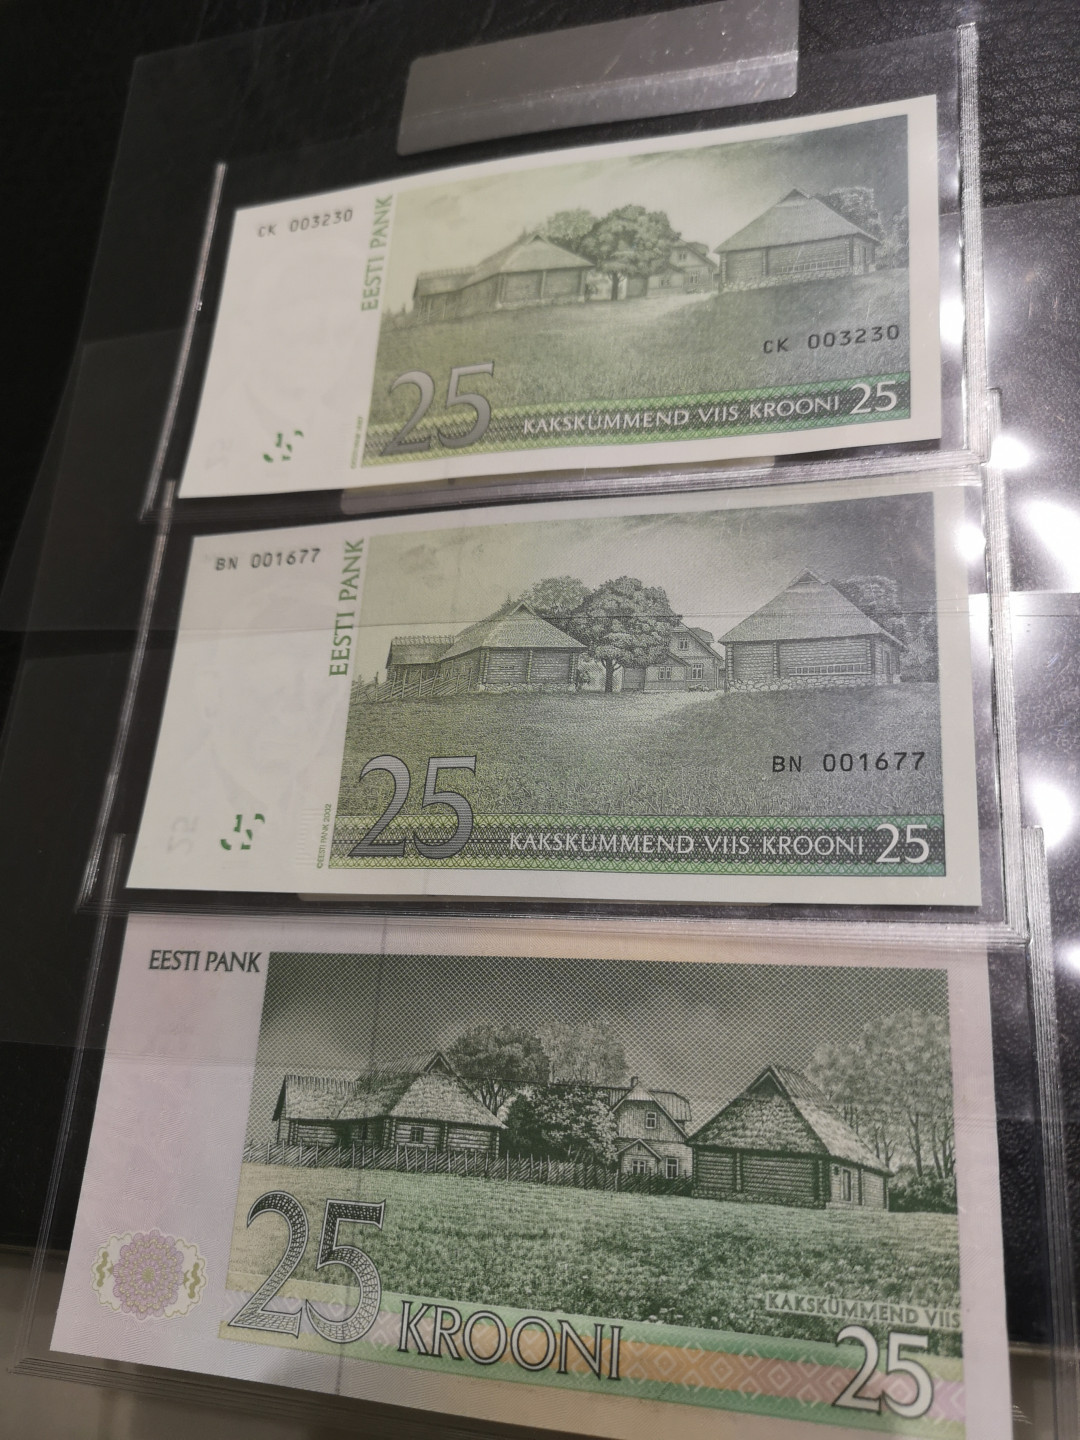 CK 003230
EESTI PANK
CK 003230
25
KAKSKÜMMEND VIIS KROONI 25
BN 001677
EESTI PANK
BN 001677
©EESTI PANK 2002
25
KAKSKÜMMEND VIIS KROONI 25
EESTI PANK
25 KROONI
KAKSKÜMMEND VIIS
25